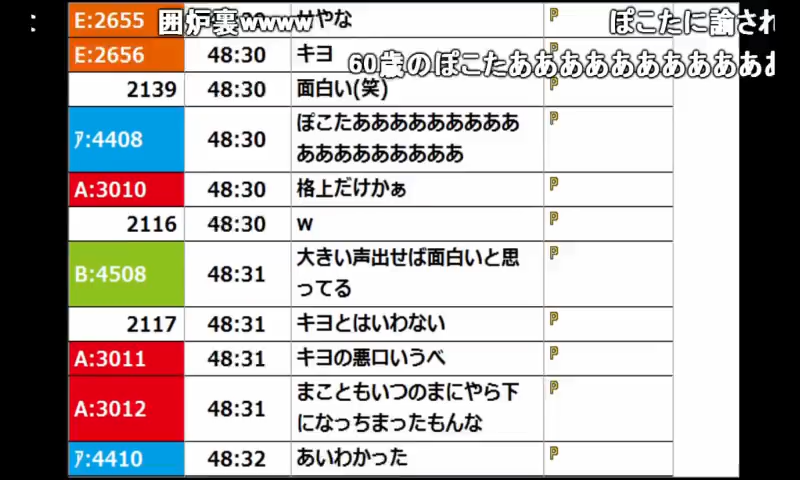 E:2655 囲炉裏wwww せやな P ぽこたに諭され
E:2656 48:30 キヨ
60歳のぽこたあああああああああああ
2139 48:30 面白い(笑) P
ｱ:4408 48:30 ぽこたあああああああああ P
あああああああああ
A:3010 48:30 格上だけかぁ P
2116 48:30 w P
B:4508 48:31 大きい声出せば面白いと思 P
ってる
2117 48:31 キヨとはいわない P
A:3011 48:31 キヨの悪口いうべ P
A:3012 48:31 まこともいつのまにやら下 P
になっちまったもんな
ｱ:4410 48:32 あいわかった P